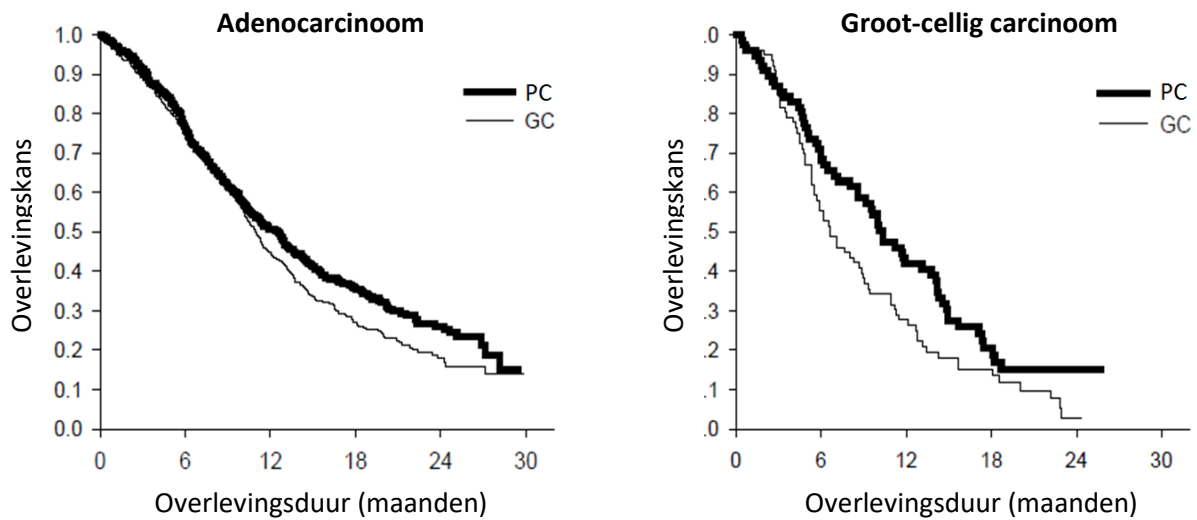 Adenocarcinoom
1.0
0.9
0.8
0.7
0.6
0.5
0.4
0.3
0.2
0.1
0.0
Overlevingskans
PC
GC
0 6 12 18 24 30
Overlevingsduur (maanden)
Groot-cellig carcinoom
.0
.9
.8
.7
.6
.5
.4
.3
.2
.1
.0
Overlevingskans
PC
GC
0 6 12 18 24 30
Overlevingsduur (maanden)